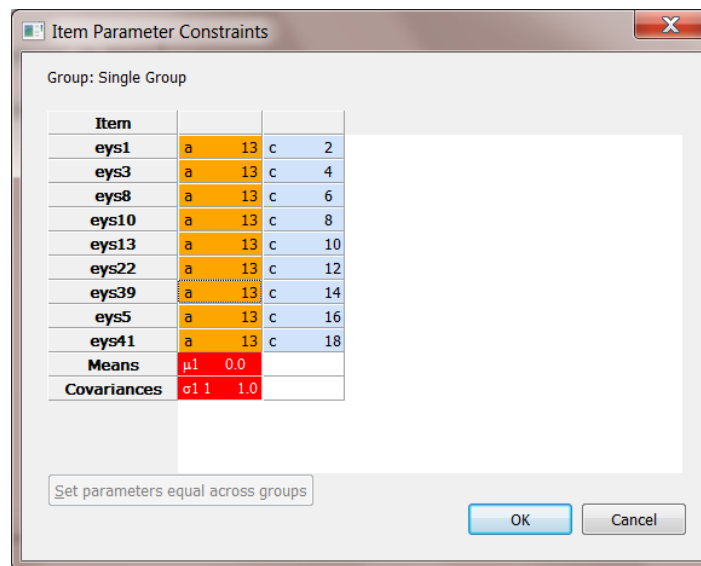 Item Parameter Constraints
X
Group: Single Group
Item
eys1 a 13 c 2
eys3 a 13 c 4
eys8 a 13 c 6
eys10 a 13 c 8
eys13 a 13 c 10
eys22 a 13 c 12
eys39 a 13 c 14
eys5 a 13 c 16
eys41 a 13 c 18
Means μ1 0.0
Covariances σ1 1 1.0
Set parameters equal across groups
OK Cancel